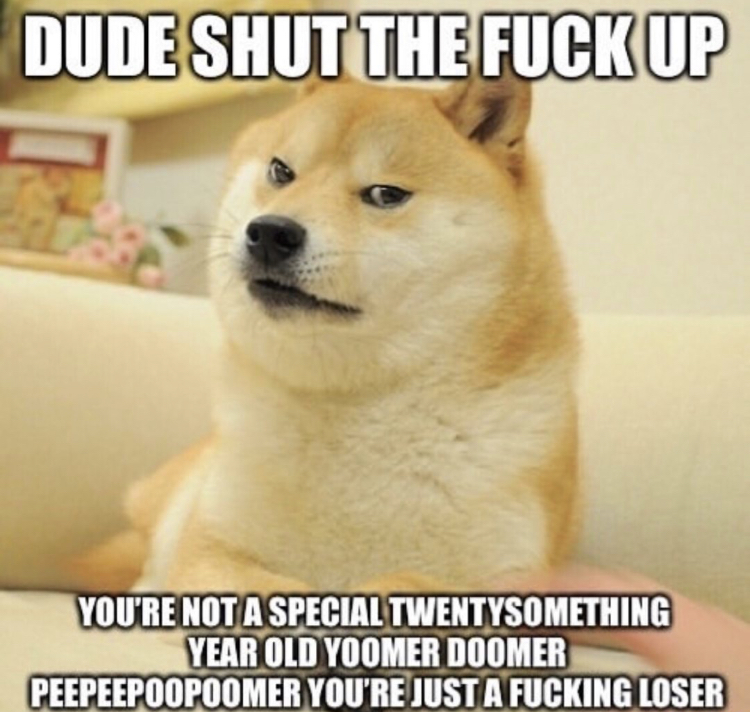 DUDE SHUT THE FUCK UP
YOU'RE NOT A SPECIAL TWENTYSOMETHING
YEAR OLD YOOMER DOOMER
PEEPEEPOOPOOMER YOU'RE JUST A FUCKING LOSER